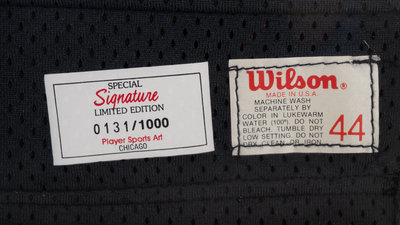 SPECIAL
Signature
LIMITED EDITION
0131/1000
Player Sports Art
CHICAGO
Wilson®
MADE IN U.S.A.
MACHINE WASH
SEPARATELY BY
COLOR IN LUKEWARM
WATER (100°). DO NOT
BLEACH. TUMBLE DRY
LOW SETTING. DO NOT
DRY CLEAN OR IRON.
44